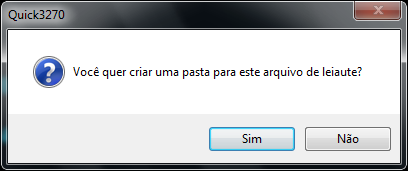 Quick3270
Você quer criar uma pasta para este arquivo de leiaute?
Sim
Não